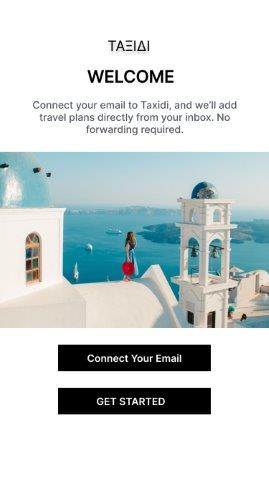 ΤΑΞΙΔΙ
WELCOME
Connect your email to Taxidi, and we'll add
travel plans directly from your inbox. No
forwarding required.
Connect Your Email
GET STARTED